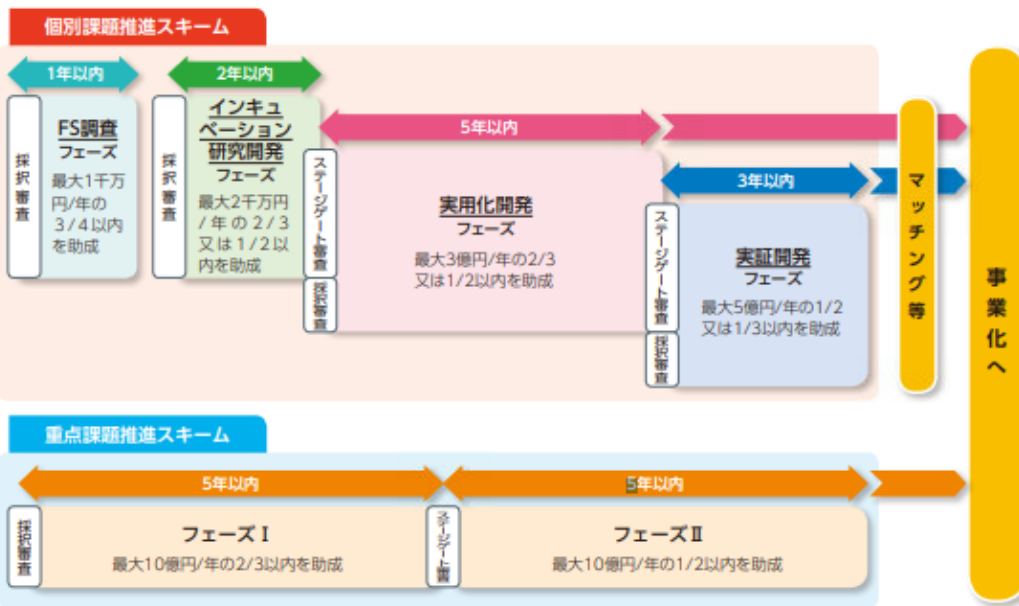 個別課題推進スキーム
1年以内
採択審査
FS調査
フェーズ
最大1千万
円/年の
3/4以内
を助成
2年以内
採択審査
インキュ
ベーション
研究開発
フェーズ
最大2千万円
/年の2/3
又は1/2以
内を助成
5年以内
ステージゲート審査
採択審査
実用化開発
フェーズ
最大3億円/年の2/3
又は1/2以内を助成
3年以内
ステージゲート審査
採択審査
実証開発
フェーズ
最大5億円/年の1/2
又は1/3以内を助成
マッチング等
事業化へ
重点課題推進スキーム
5年以内
採択審査
フェーズⅠ
最大10億円/年の2/3以内を助成
5年以内
ステージゲート審査
フェーズⅡ
最大10億円/年の1/2以内を助成